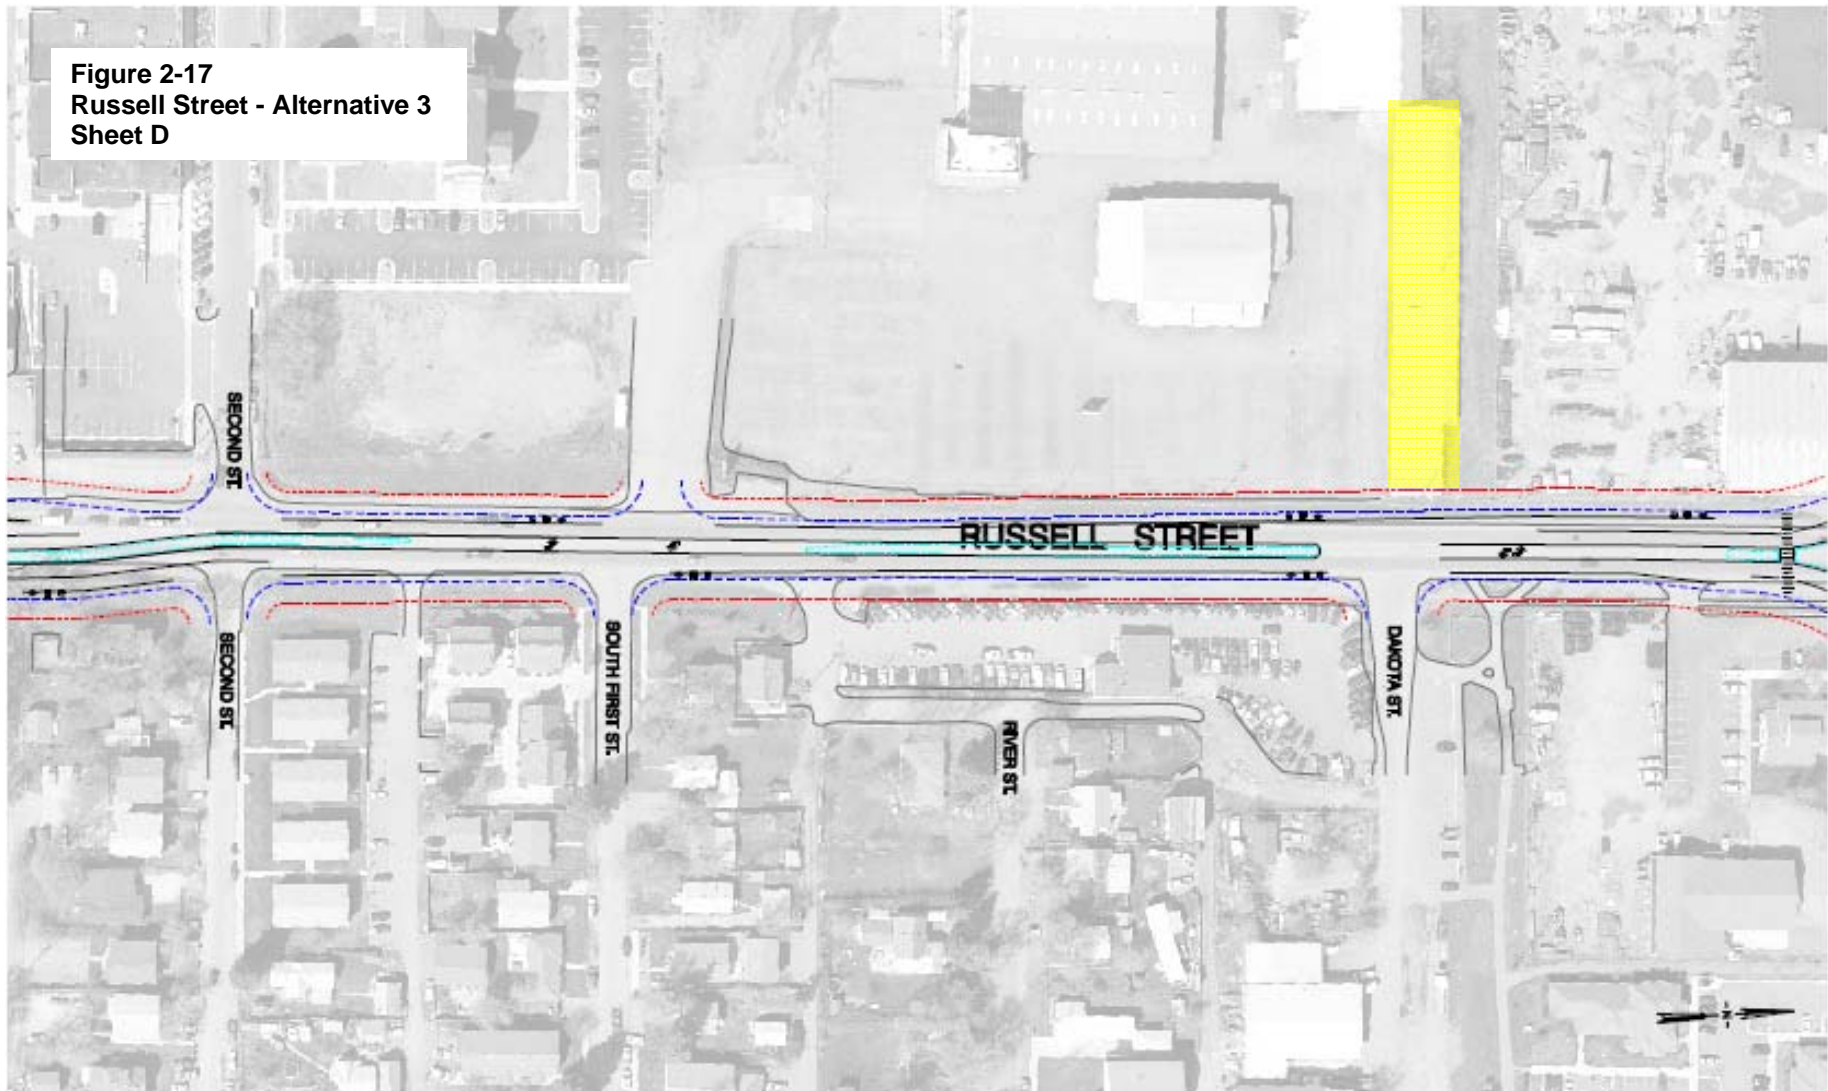 Figure 2-17
Russell Street - Alternative 3
Sheet D
SECOND ST.
RUSSELL STREET
SECOND ST.
SOUTH FIRST ST.
RIVER ST.
DAKOTA ST.
-N-